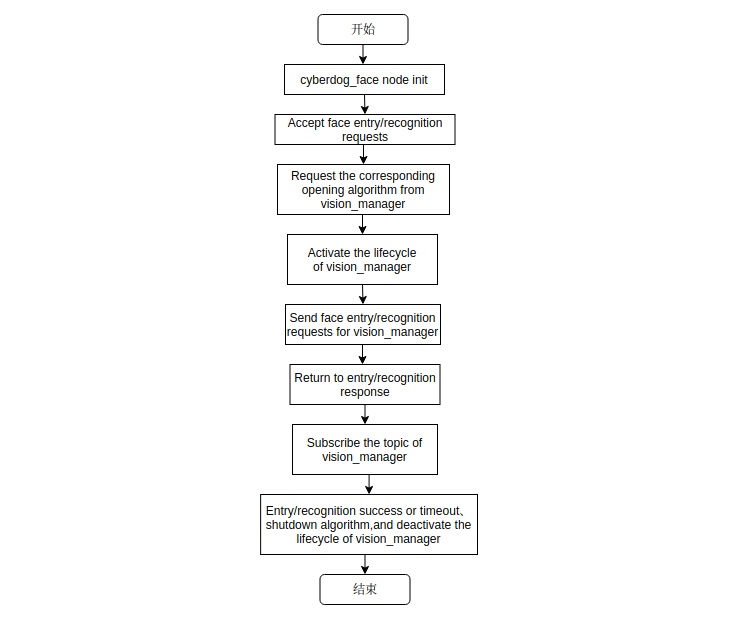 开始
cyberdog_face node init
Accept face entry/recognition
requests
Request the corresponding
opening algorithm from
vision_manager
Activate the lifecycle
of vision_manager
Send face entry/recognition
requests for vision_manager
Return to entry/recognition
response
Subscribe the topic of
vision_manager
Entry/recognition success or timeout、
shutdown algorithm,and deactivate the
lifecycle of vision_manager
结束